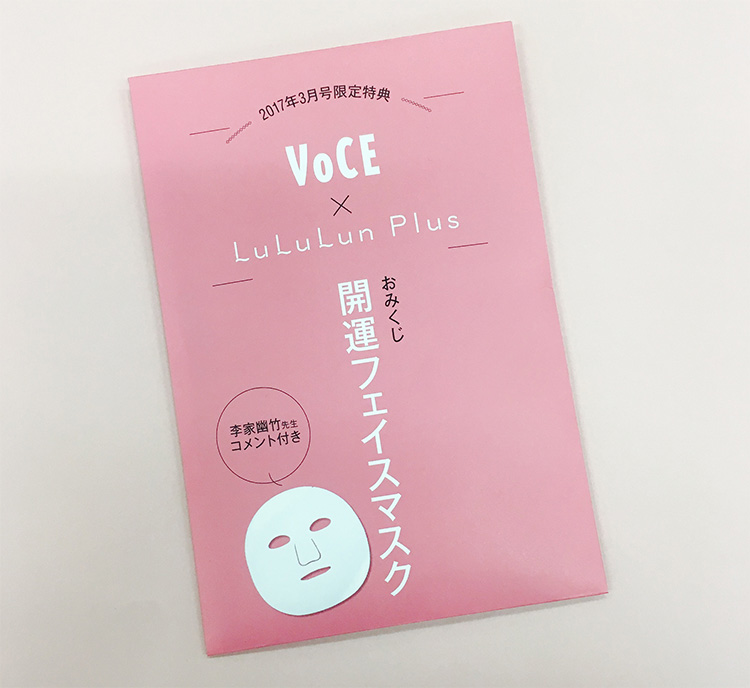 2017年3月号限定特典
VoCE
×
LuLuLun Plus
おみくじ
開運フェイスマスク
李家幽竹先生
コメント付き